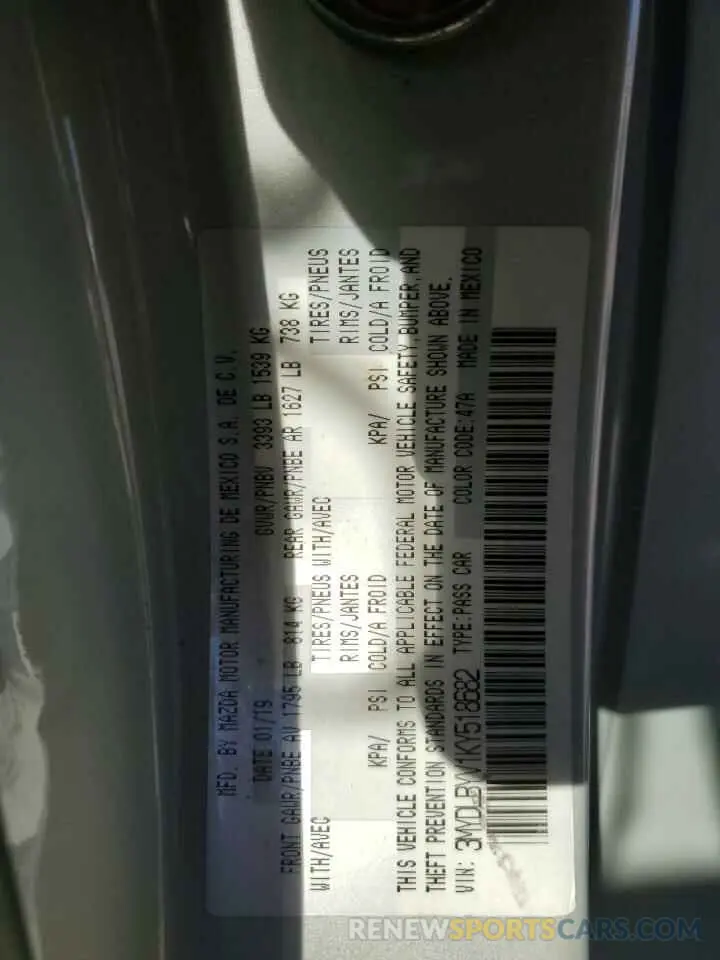 MFD. BY MAZDA MOTOR MANUFACTURING DE MEXICO S.A. DE C.V.
DATE 01/19 GVWR/PNBV 3393 LB 1539 KG
FRONT GAWR/PNBE AV 1795 LB 814 KG REAR GAWR/PNBE AR 1627 LB 738 KG
WITH/AVEC TIRES/PNEUS WITH/AVEC TIRES/PNEUS
RIMS/JANTES RIMS/JANTES
KPA/ PSI COLD/A FROID KPA/ PSI COLD/A FROID
THIS VEHICLE CONFORMS TO ALL APPLICABLE FEDERAL MOTOR VEHICLE SAFETY,BUMPER,AND
THEFT PREVENTION STANDARDS IN EFFECT ON THE DATE OF MANUFACTURE SHOWN ABOVE.
VIN: 3MYDLBYV1KY518682 TYPE:PASS CAR COLOR CODE:47A MADE IN MEXICO
RENEWSPORTSCARS.COM